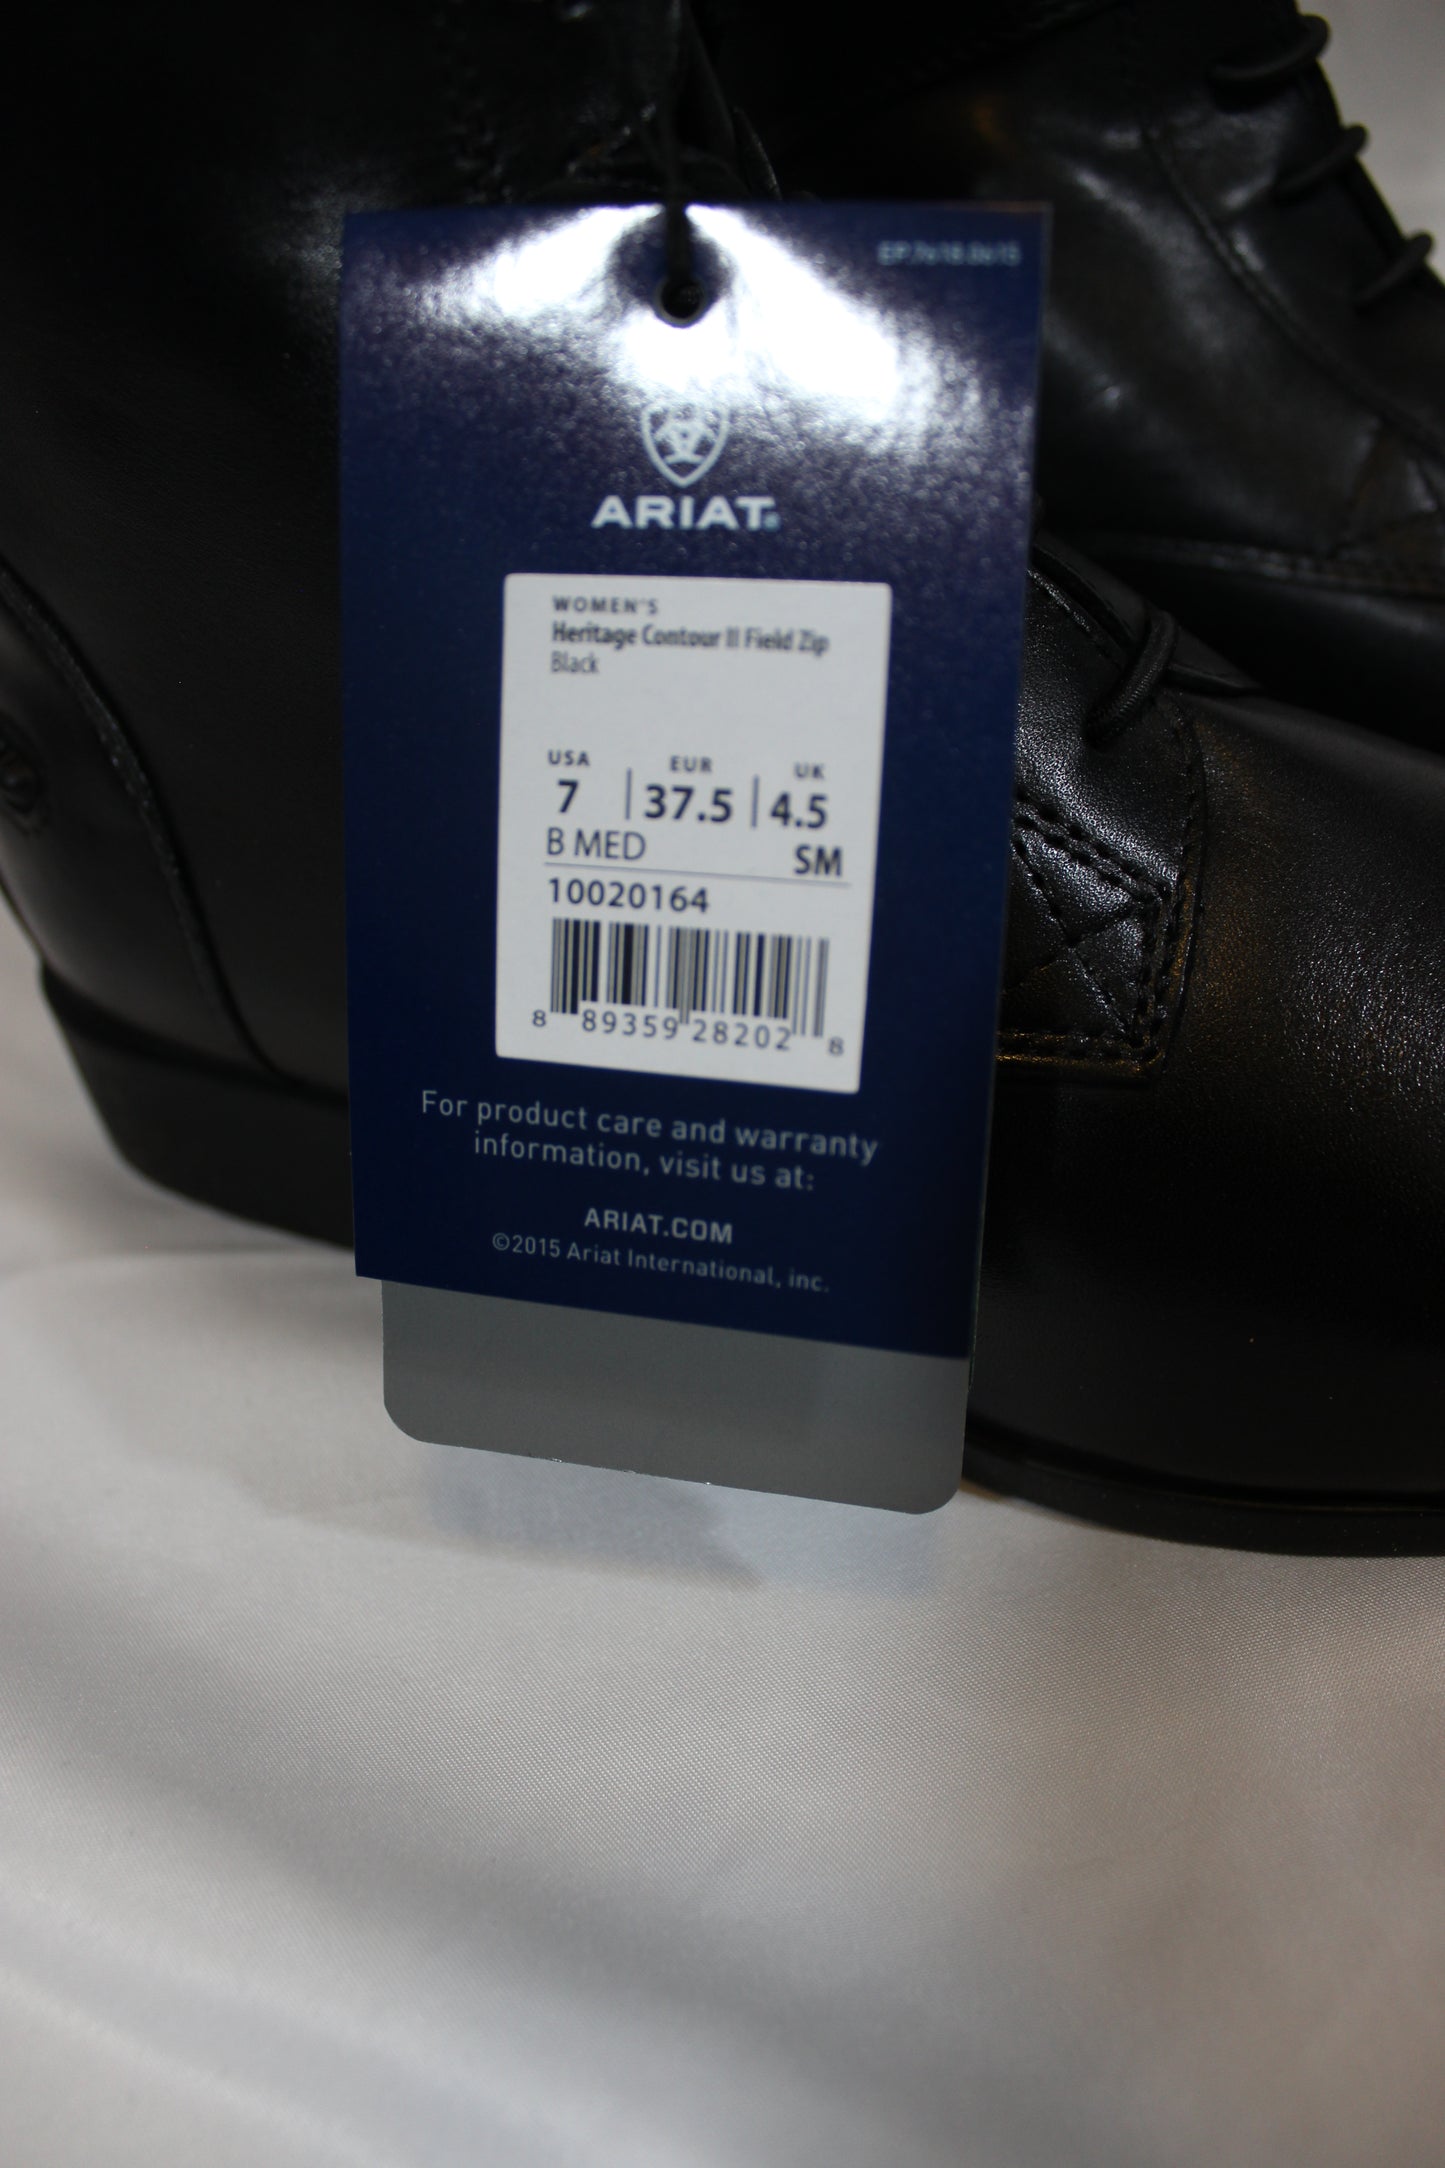 ARIAT®
WOMEN'S
Heritage Contour II Field Zip
Black
USA EUR UK
7 37.5 4.5
B MED SM
10020164
8 89359 28202 8
For product care and warranty
information, visit us at:
ARIAT.COM
©2015 Ariat International, inc.